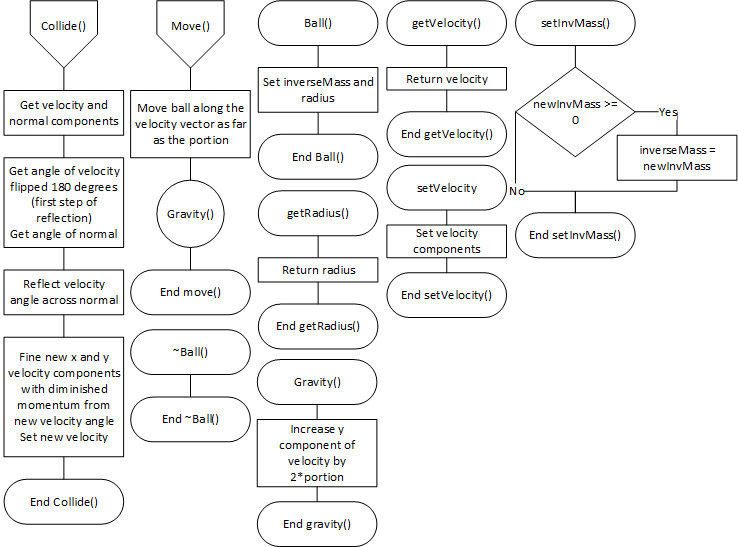 Collide()
Get velocity and
normal components
Get angle of velocity
flipped 180 degrees
(first step of
reflection)
Get angle of normal
Reflect velocity
angle across normal
Fine new x and y
velocity components
with diminished
momentum from
new velocity angle
Set new velocity
End Collide()
Move()
Move ball along the
velocity vector as far
as the portion
Gravity()
End move()
~Ball()
End ~Ball()
Ball()
Set inverseMass and
radius
End Ball()
getRadius()
Return radius
End getRadius()
Gravity()
Increase y
component of
velocity by
2*portion
End gravity()
getVelocity()
Return velocity
End getVelocity()
setVelocity
Set velocity
components
End setVelocity()
setInvMass()
newInvMass >=
0
Yes
inverseMass =
newInvMass
No
End setInvMass()